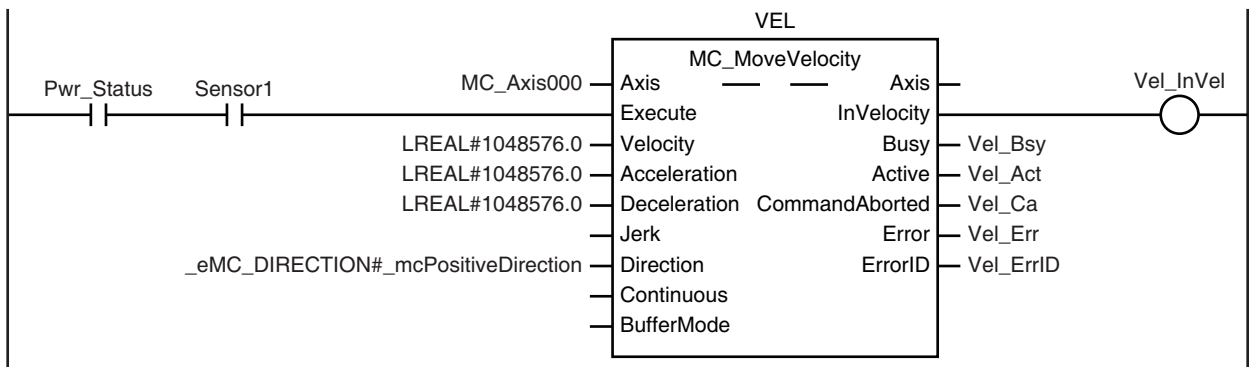 VEL
MC_MoveVelocity
Pwr_Status Sensor1 MC_Axis000 Axis Axis Vel_InVel
Execute InVelocity
LREAL#1048576.0 Velocity Busy Vel_Bsy
LREAL#1048576.0 Acceleration Active Vel_Act
LREAL#1048576.0 Deceleration CommandAborted Vel_Ca
Jerk Error Vel_Err
_eMC_DIRECTION#_mcPositiveDirection Direction ErrorID Vel_ErrID
Continuous
BufferMode